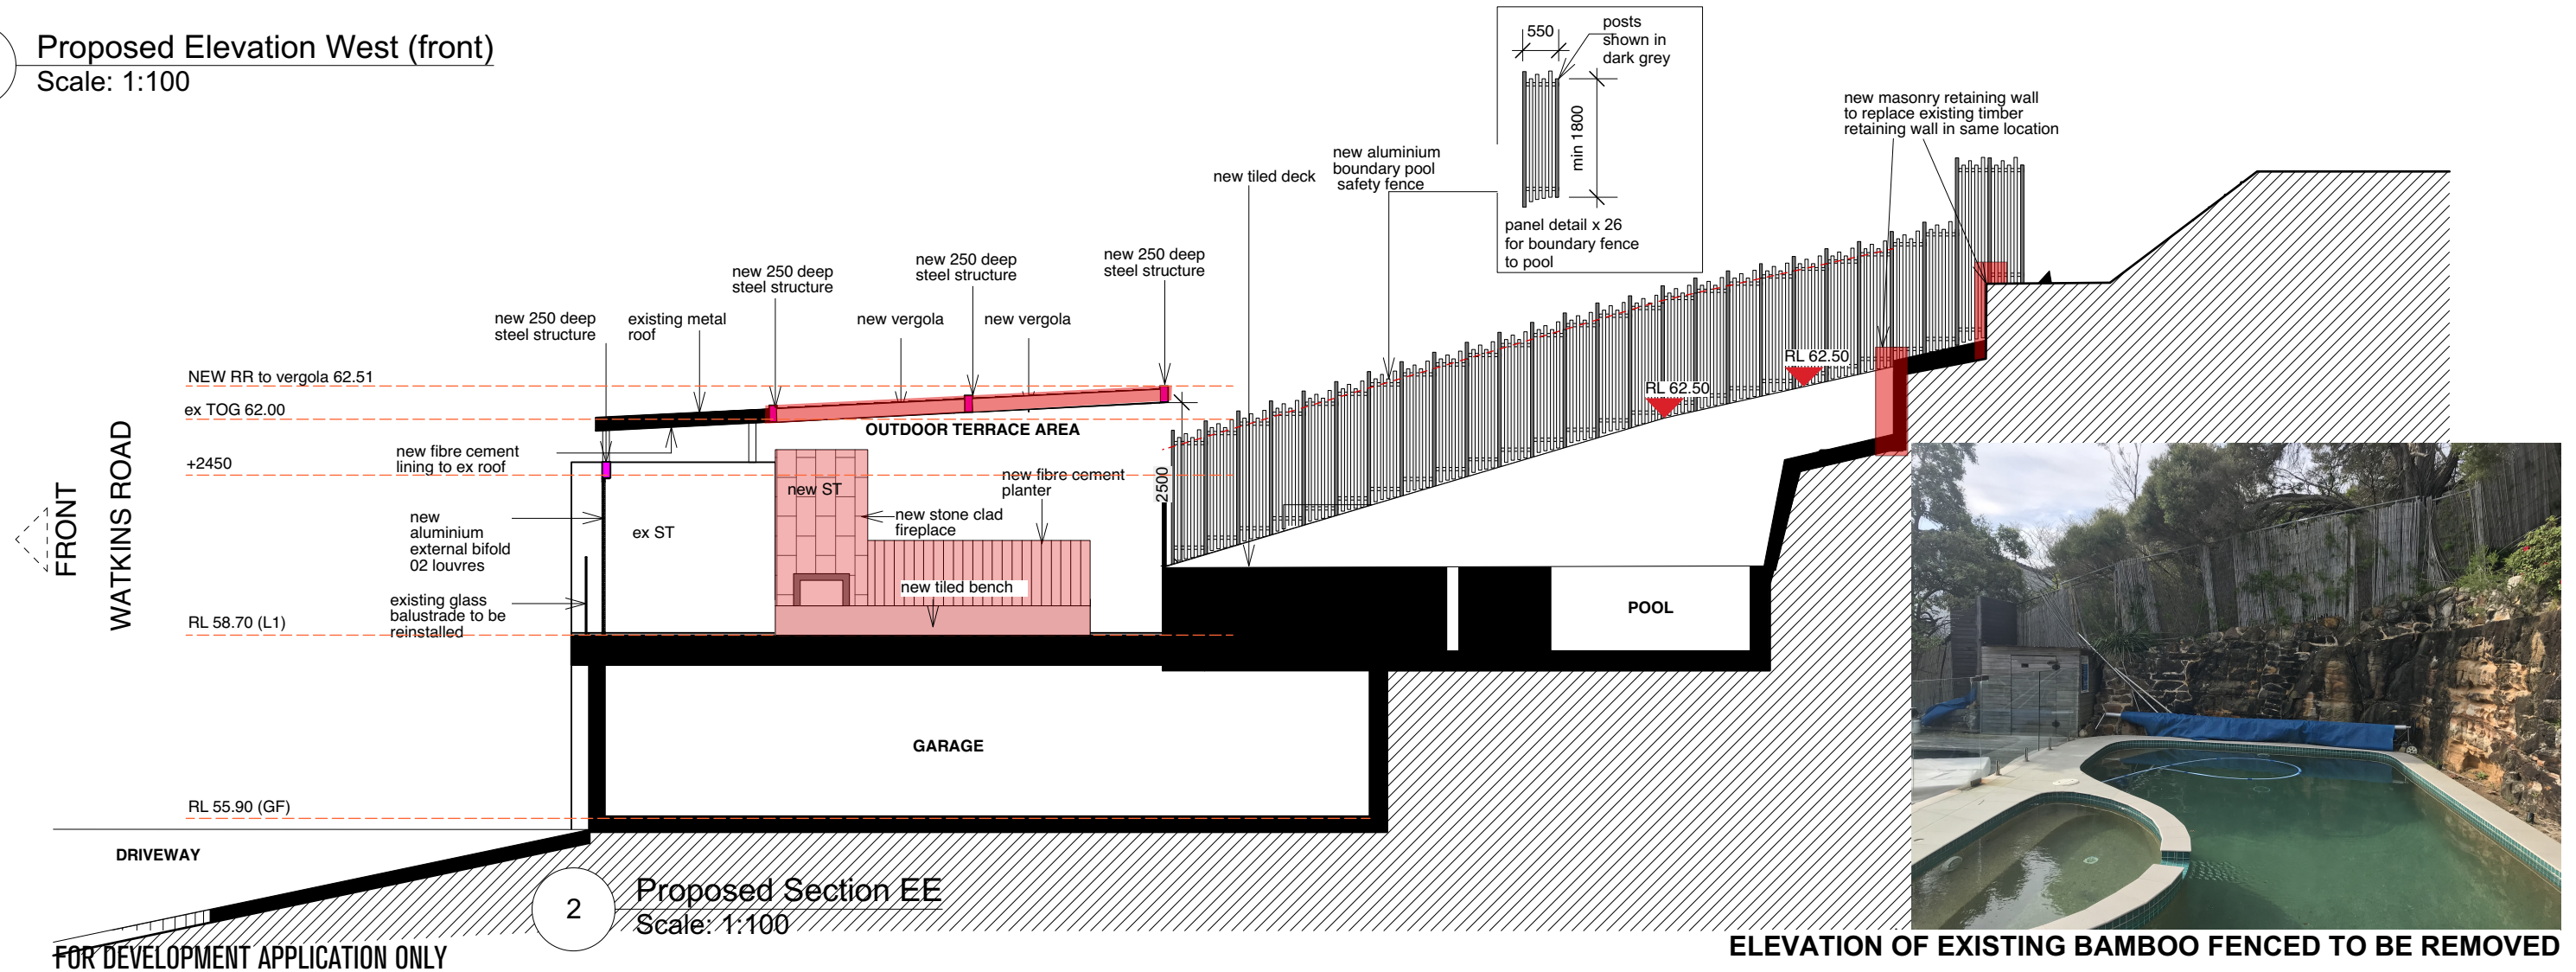 Proposed Elevation West (front)
Scale: 1:100
550
posts
shown in
dark grey
min 1800
panel detail x 26
for boundary fence
to pool
new masonry retaining wall
to replace existing timber
retaining wall in same location
new aluminium
boundary pool
safety fence
new tiled deck
new 250 deep
steel structure
new 250 deep
steel structure
new 250 deep
steel structure
new 250 deep
steel structure
existing metal
roof
new vergola
new vergola
NEW RR to vergola 62.51
ex TOG 62.00
+2450
RL 58.70 (L1)
RL 55.90 (GF)
RL 62.50
RL 62.50
OUTDOOR TERRACE AREA
new fibre cement
lining to ex roof
new ST
new fibre cement
planter
2500
new
aluminium
external bifold
02 louvres
ex ST
new stone clad
fireplace
existing glass
balustrade to be
reinstalled
new tiled bench
POOL
GARAGE
FRONT
WATKINS ROAD
DRIVEWAY
2
Proposed Section EE
Scale: 1:100
FOR DEVELOPMENT APPLICATION ONLY
ELEVATION OF EXISTING BAMBOO FENCED TO BE REMOVED